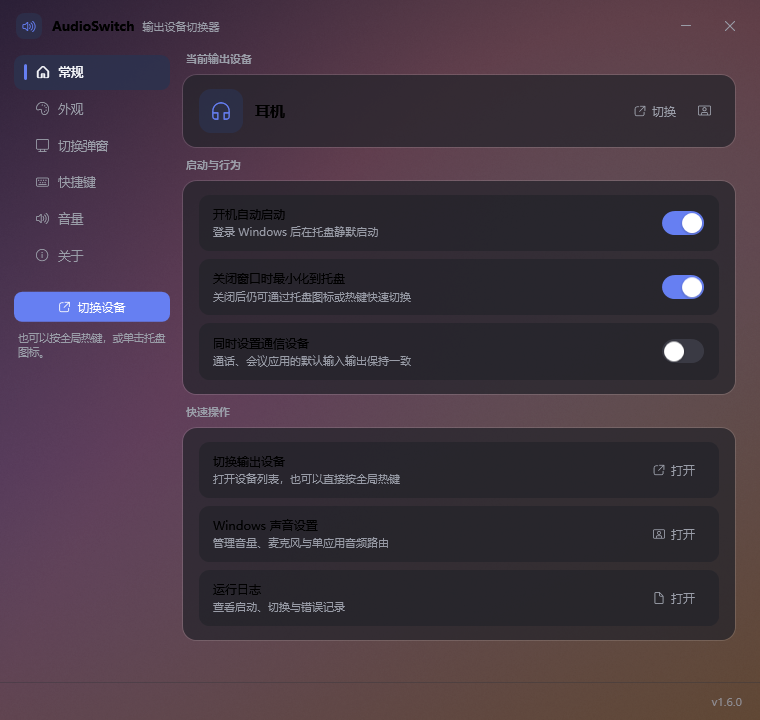 AudioSwitch 输出设备切换器
常规
外观
切换弹窗
快捷键
音量
关于
切换设备
也可以按全局热键，或单击托盘
图标。
当前输出设备
耳机
切换
启动与行为
开机自动启动
登录 Windows 后在托盘静默启动
关闭窗口时最小化到托盘
关闭后仍可通过托盘图标或热键快速切换
同时设置通信设备
通话、会议应用的默认输入输出保持一致
快速操作
切换输出设备
打开设备列表，也可以直接按全局热键
打开
Windows 声音设置
管理音量、麦克风与单应用音频路由
打开
运行日志
查看启动、切换与错误记录
打开
v1.6.0